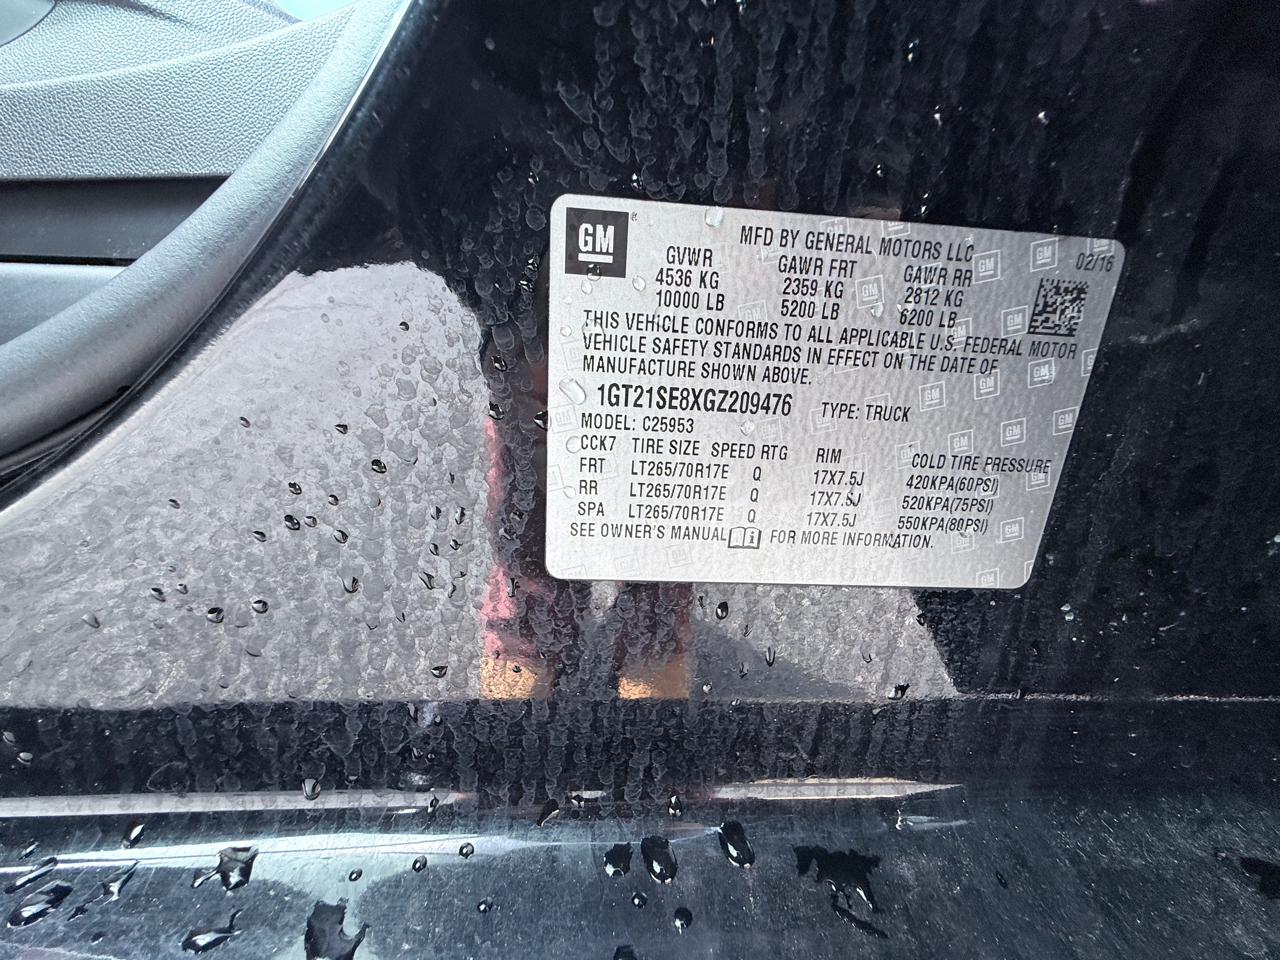 GM®
MFD BY GENERAL MOTORS LLC
02/16
GVWR GAWR FRT GAWR RR
4536 KG 2359 KG 2812 KG
10000 LB 5200 LB 6200 LB
THIS VEHICLE CONFORMS TO ALL APPLICABLE U.S. FEDERAL MOTOR
VEHICLE SAFETY STANDARDS IN EFFECT ON THE DATE OF
MANUFACTURE SHOWN ABOVE.
1GT21SE8XGZ209476 TYPE: TRUCK
MODEL: C25953
CCK7 TIRE SIZE SPEED RTG RIM COLD TIRE PRESSURE
FRT LT265/70R17E Q 17X7.5J 420KPA(60PSI)
RR LT265/70R17E Q 17X7.5J 520KPA(75PSI)
SPA LT265/70R17E Q 17X7.5J 550KPA(80PSI)
SEE OWNER'S MANUAL FOR MORE INFORMATION.